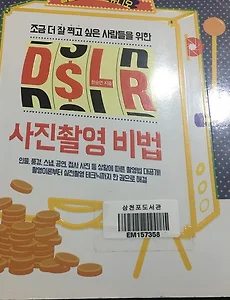 조금 더 잘 찍고 싶은 사람들을 위한
D$LR
사진촬영 비법
인물, 풍경, 스냅, 공연, 접사 사진 등 상황에 따른 촬영법 대공개!
촬영이론부터 실전촬영 테크닉까지 한 권으로 해결
삼천포도서관
EM157358